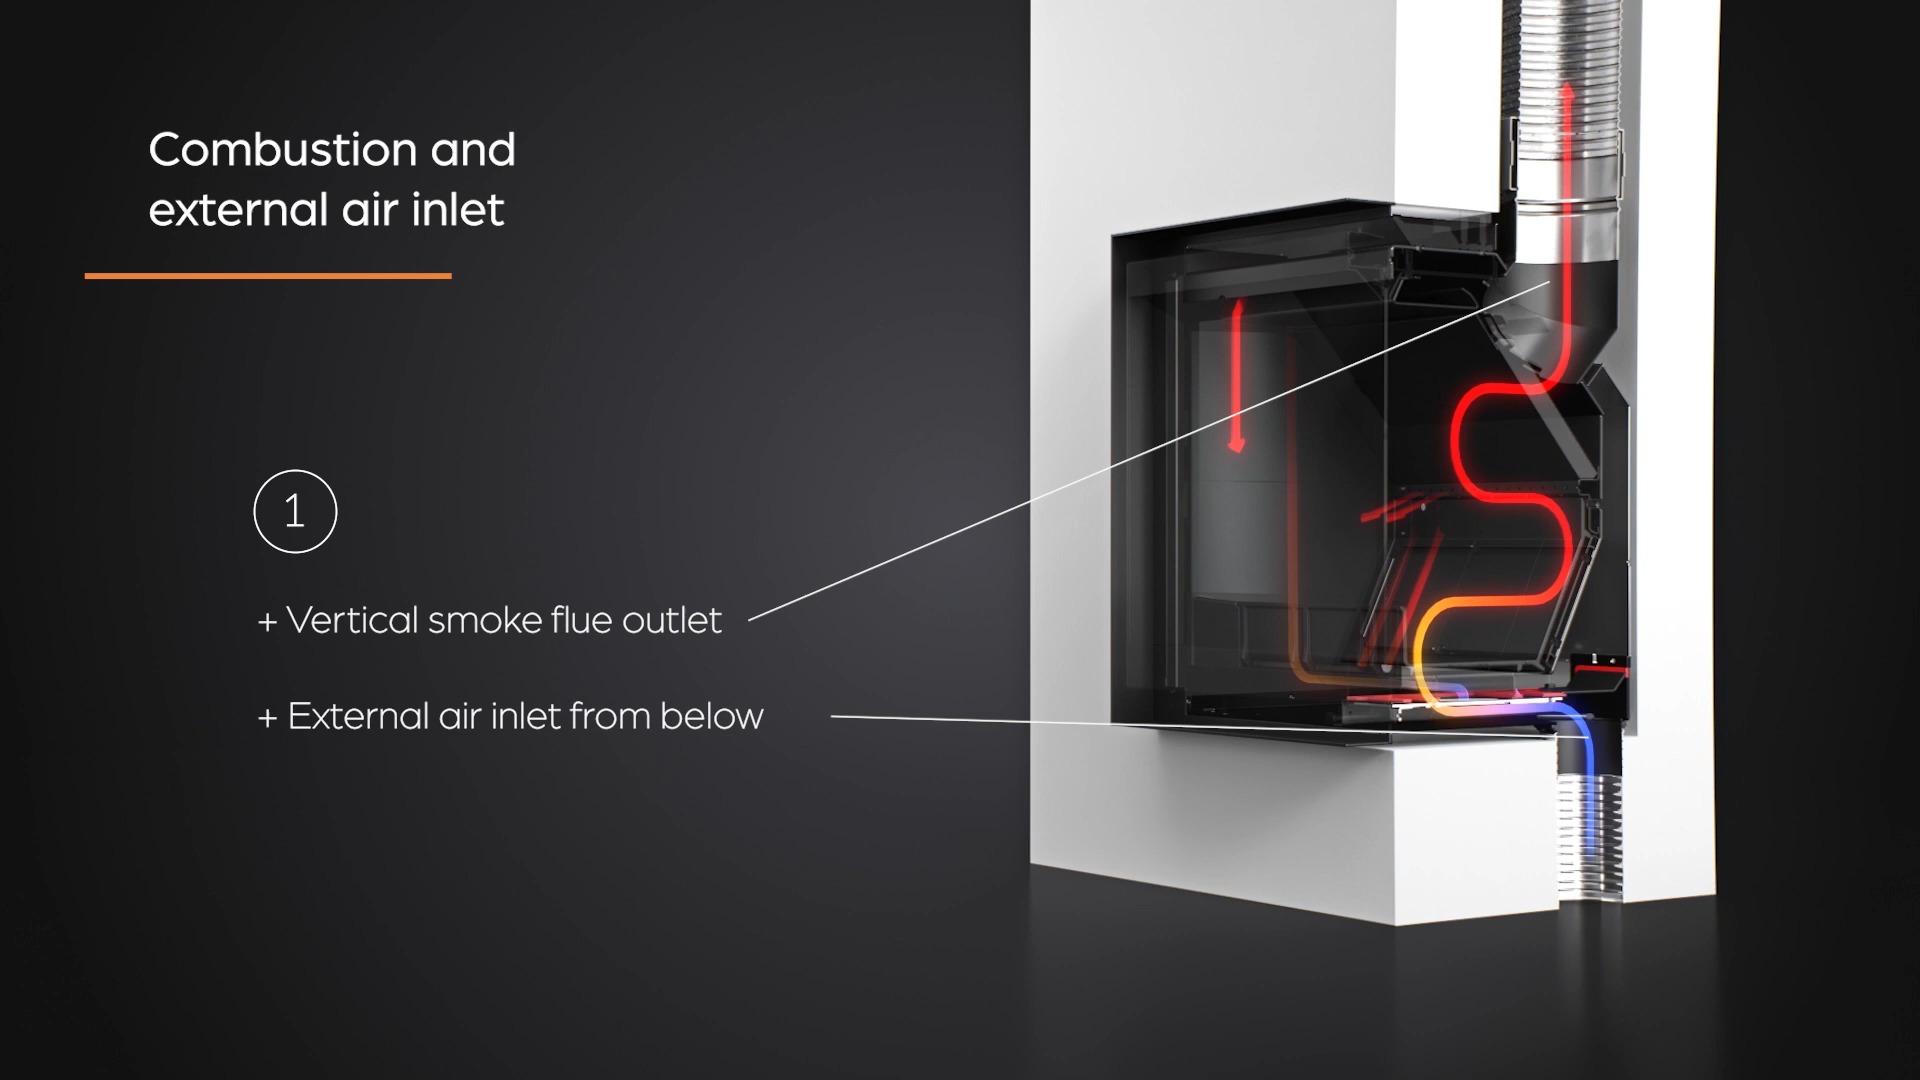 Combustion and
external air inlet
1
+ Vertical smoke flue outlet
+ External air inlet from below